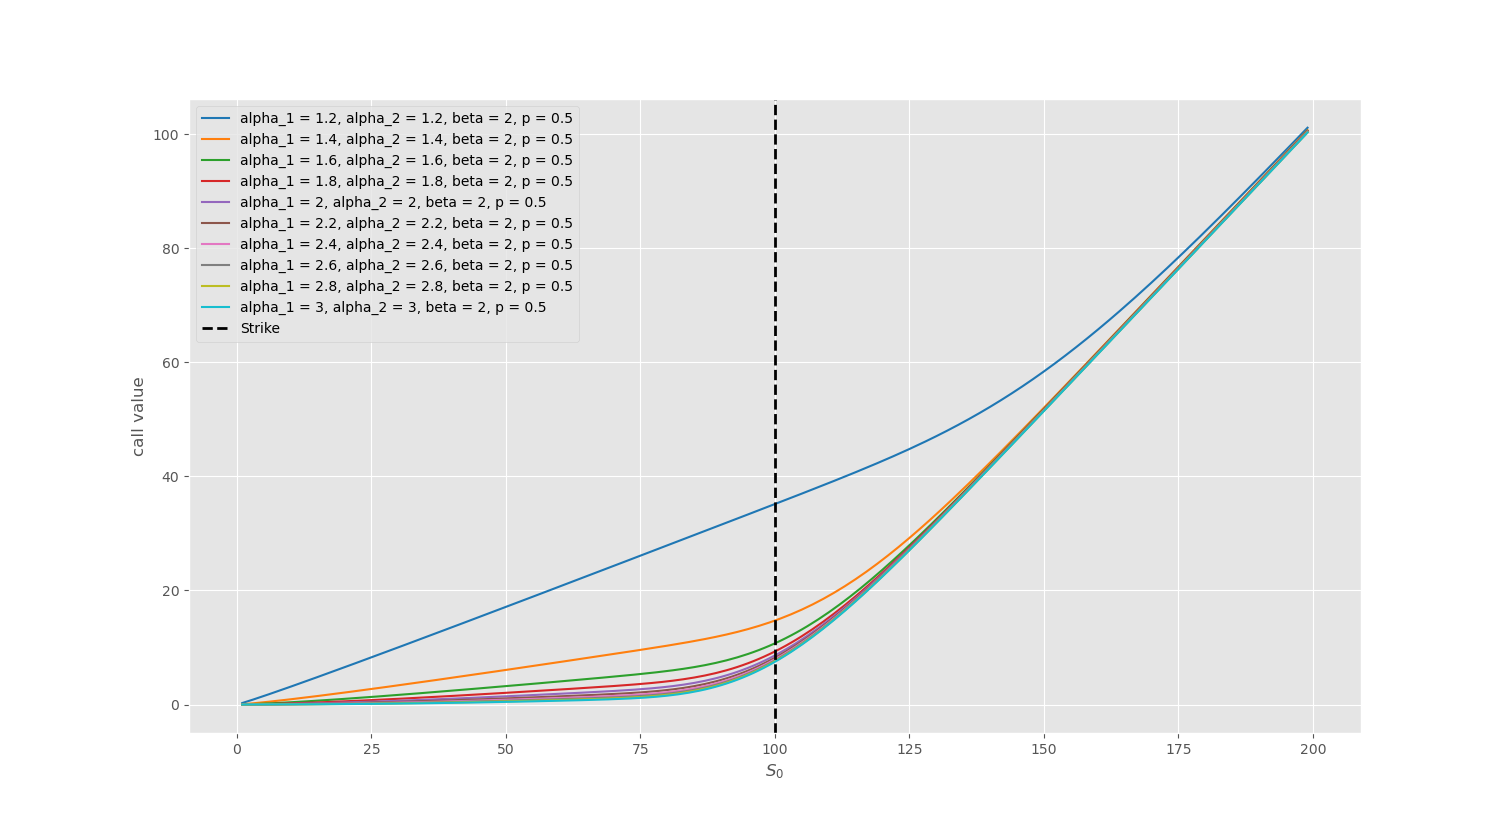 alpha_1 = 1.2, alpha_2 = 1.2, beta = 2, p = 0.5
alpha_1 = 1.4, alpha_2 = 1.4, beta = 2, p = 0.5
alpha_1 = 1.6, alpha_2 = 1.6, beta = 2, p = 0.5
alpha_1 = 1.8, alpha_2 = 1.8, beta = 2, p = 0.5
alpha_1 = 2, alpha_2 = 2, beta = 2, p = 0.5
alpha_1 = 2.2, alpha_2 = 2.2, beta = 2, p = 0.5
alpha_1 = 2.4, alpha_2 = 2.4, beta = 2, p = 0.5
alpha_1 = 2.6, alpha_2 = 2.6, beta = 2, p = 0.5
alpha_1 = 2.8, alpha_2 = 2.8, beta = 2, p = 0.5
alpha_1 = 3, alpha_2 = 3, beta = 2, p = 0.5
Strike
100
80
60
40
20
0
call value
0 25 50 75 100 125 150 175 200
S₀